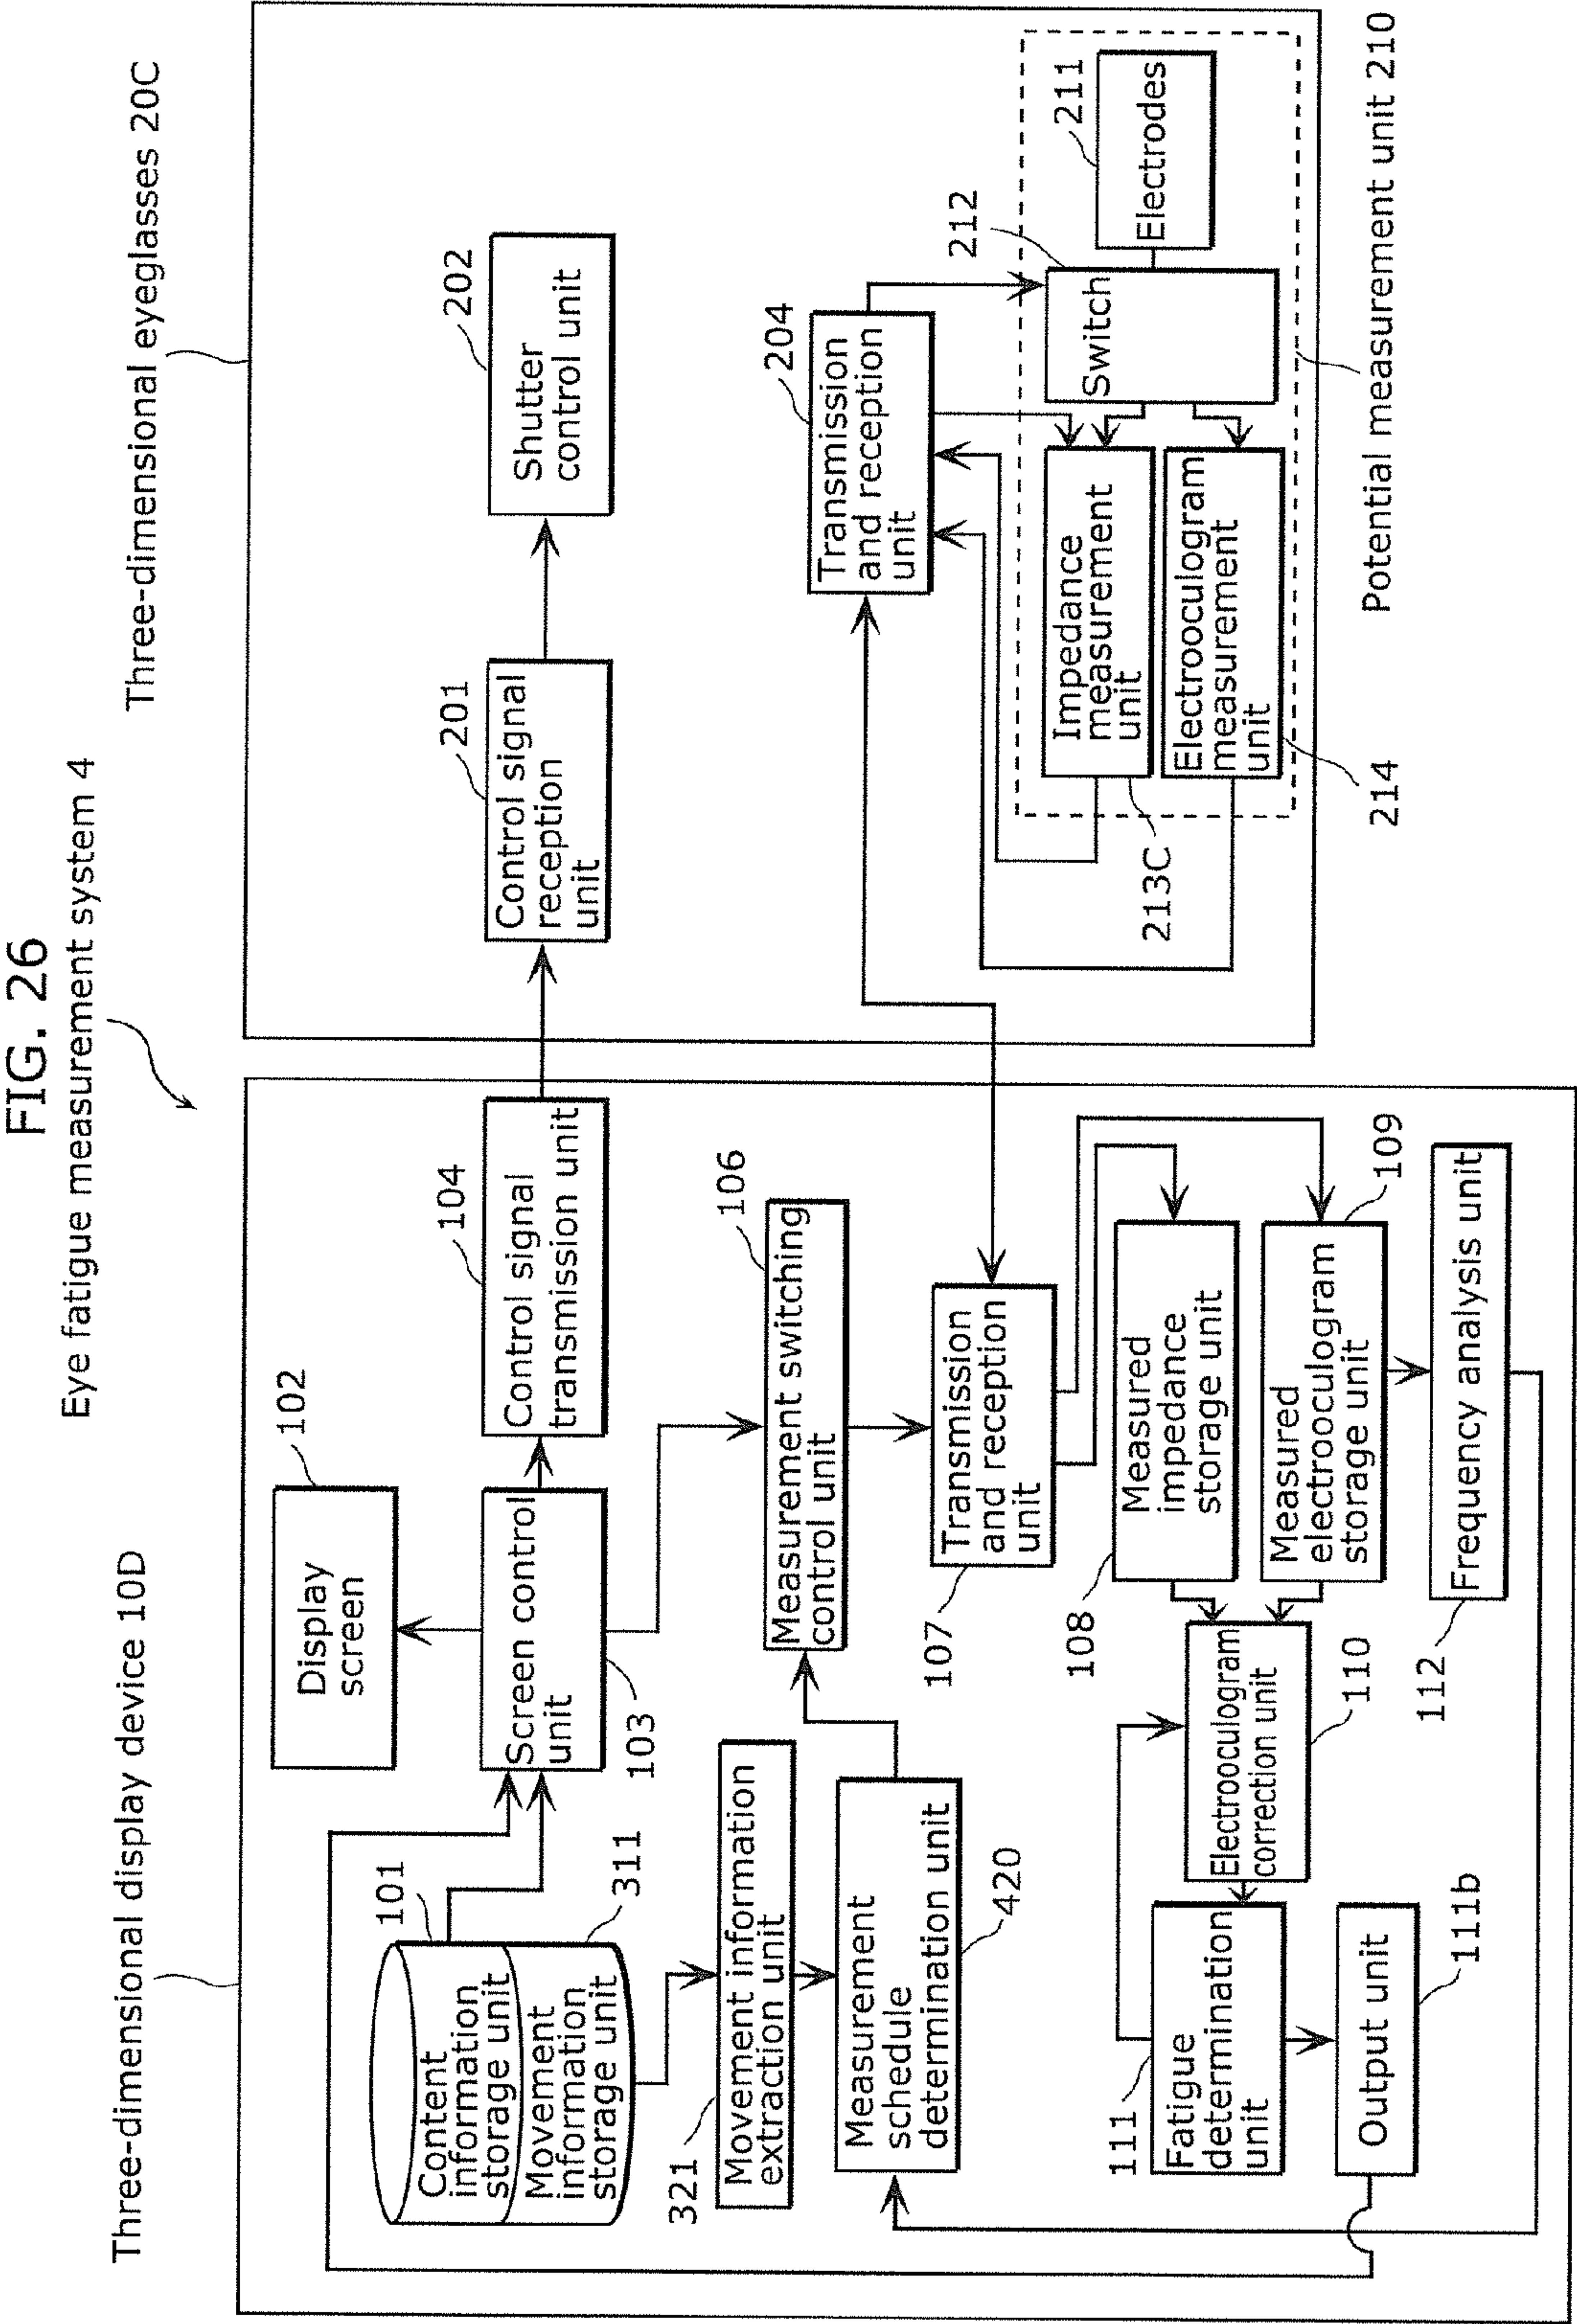 FIG. 26
Eye fatigue measurement system 4
Three-dimensional display device 10D
Three-dimensional eyeglasses 20C
102
Display
screen
101
Content
information
storage unit
Movement
information
storage unit
311
Screen control
unit
103
104
Control signal
transmission unit
201
Control signal
reception
unit
202
Shutter
control unit
321
Movement information
extraction unit
Measurement
schedule
determination unit
420
106
Measurement switching
control unit
Transmission
and reception
unit
107
204
Transmission
and reception
unit
212
Switch
211
Electrodes
Impedance
measurement
unit
213C
Electrooculogram
measurement
unit
214
Potential measurement unit 210
108
Measured
impedance
storage unit
Measured
electrooculogram
storage unit
109
111
Fatigue
determination
unit
Electrooculogram
correction unit
110
Output unit
111b
112
Frequency analysis unit